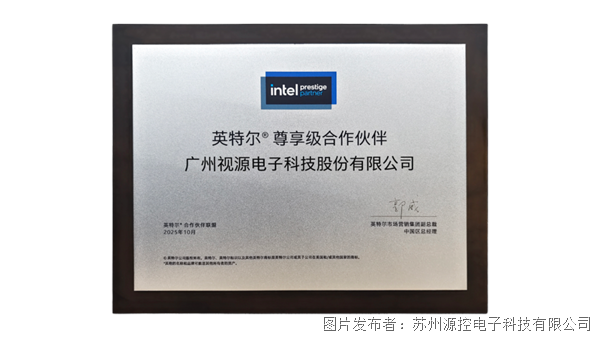 intel prestige
partner
英特尔® 尊享级合作伙伴
广州视源电子科技股份有限公司
英特尔® 合作伙伴联盟
2025年10月
英特尔市场营销集团副总裁
中国区总经理
图片发布者：苏州源控电子科技有限公司